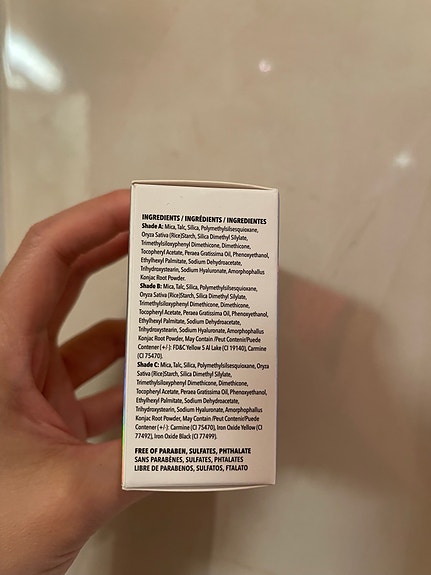 INGREDIENTS / INGRÉDIENTS / INGREDIENTES
Shade A: Mica, Talc, Silica, Polymethylsilsesquioxane,
Oryza Sativa (Rice)Starch, Silica Dimethyl Silylate,
Trimethylsiloxyphenyl Dimethicone, Dimethicone,
Tocopheryl Acetate, Peraea Gratissima Oil, Phenoxyethanol,
Ethylhexyl Palmitate, Sodium Dehydroacetate,
Trihydroxystearin, Sodium Hyaluronate, Amorphophallus
Konjac Root Powder.
Shade B: Mica, Talc, Silica, Polymethylsilsesquioxane,
Oryza Sativa (Rice)Starch, Silica Dimethyl Silylate,
Trimethylsiloxyphenyl Dimethicone, Dimethicone,
Tocopheryl Acetate, Peraea Gratissima Oil, Phenoxyethanol,
Ethylhexyl Palmitate, Sodium Dehydroacetate,
Trihydroxystearin, Sodium Hyaluronate, Amorphophallus
Konjac Root Powder, May Contain /Peut Contenir/Puede
Contener (+/-): FD&C Yellow 5 Al Lake (CI 19140), Carmine
(CI 75470).
Shade C: Mica, Talc, Silica, Polymethylsilsesquioxane, Oryza
Sativa (Rice)Starch, Silica Dimethyl Silylate,
Trimethylsiloxyphenyl Dimethicone, Dimethicone,
Tocopheryl Acetate, Peraea Gratissima Oil, Phenoxyethanol,
Ethylhexyl Palmitate, Sodium Dehydroacetate,
Trihydroxystearin, Sodium Hyaluronate, Amorphophallus
Konjac Root Powder, May Contain /Peut Contenir/Puede
Contener (+/-): Carmine (CI 75470), Iron Oxide Yellow (CI
77492), Iron Oxide Black (CI 77499).
FREE OF PARABEN, SULFATES, PHTHALATE
SANS PARABÈNES, SULFATES, PHTALATES
LIBRE DE PARABENOS, SULFATOS, FTALATO